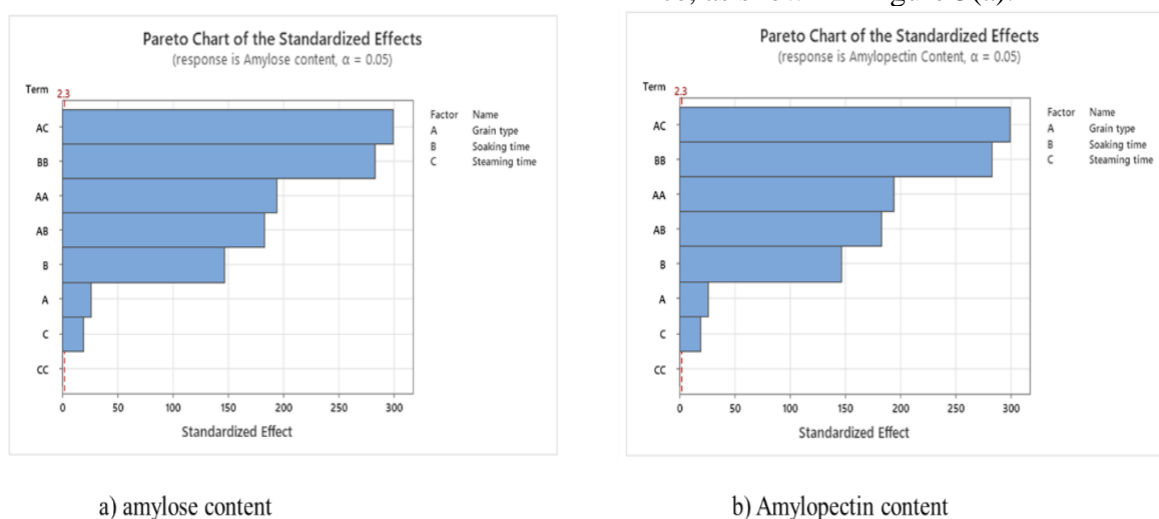 Pareto Chart of the Standardized Effects
(response is Amylose content, α = 0.05)
Term 2.3
AC
BB
AA
AB
B
A
C
CC
0 50 100 150 200 250 300
Standardized Effect
Factor Name
A Grain type
B Soaking time
C Steaming time
a) amylose content
Pareto Chart of the Standardized Effects
(response is Amylopectin Content, α = 0.05)
Term 2.3
AC
BB
AA
AB
B
A
C
CC
0 50 100 150 200 250 300
Standardized Effect
Factor Name
A Grain type
B Soaking time
C Steaming time
b) Amylopectin content